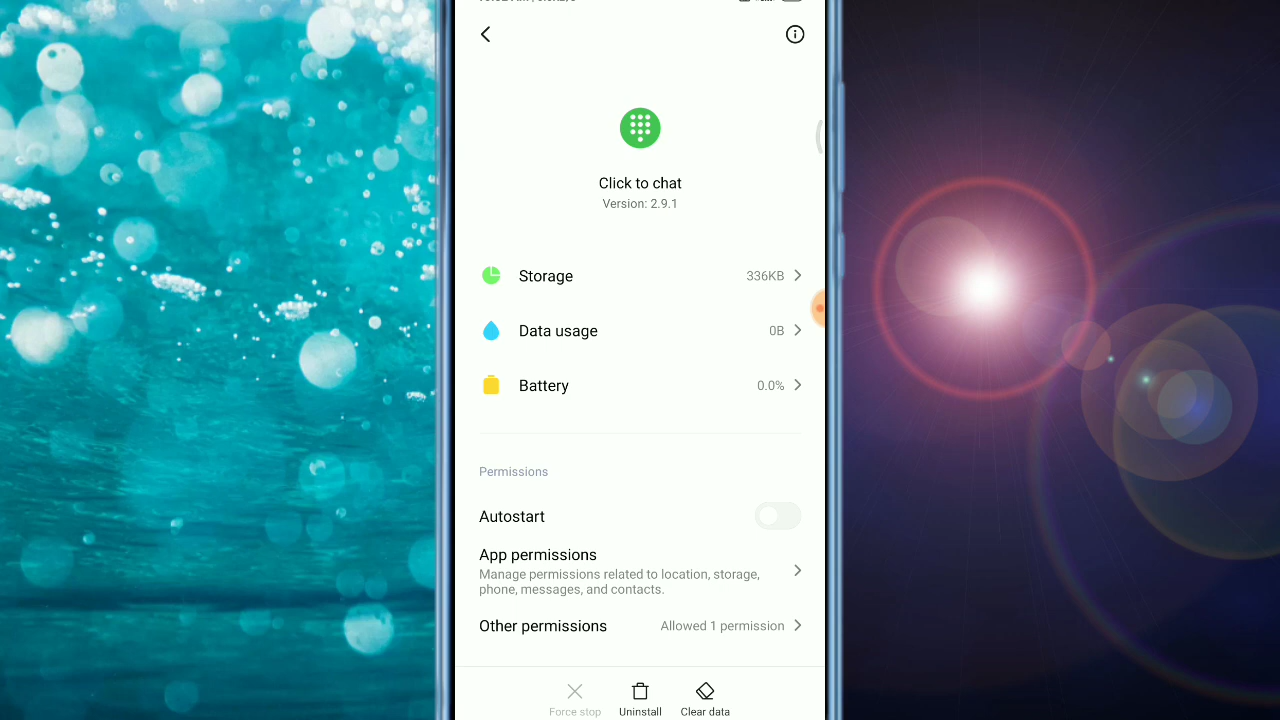 Click to chat
Version: 2.9.1
Storage 336KB
Data usage 0B
Battery 0.0%
Permissions
Autostart
App permissions
Manage permissions related to location, storage,
phone, messages, and contacts.
Other permissions Allowed 1 permission
Force stop Uninstall Clear data